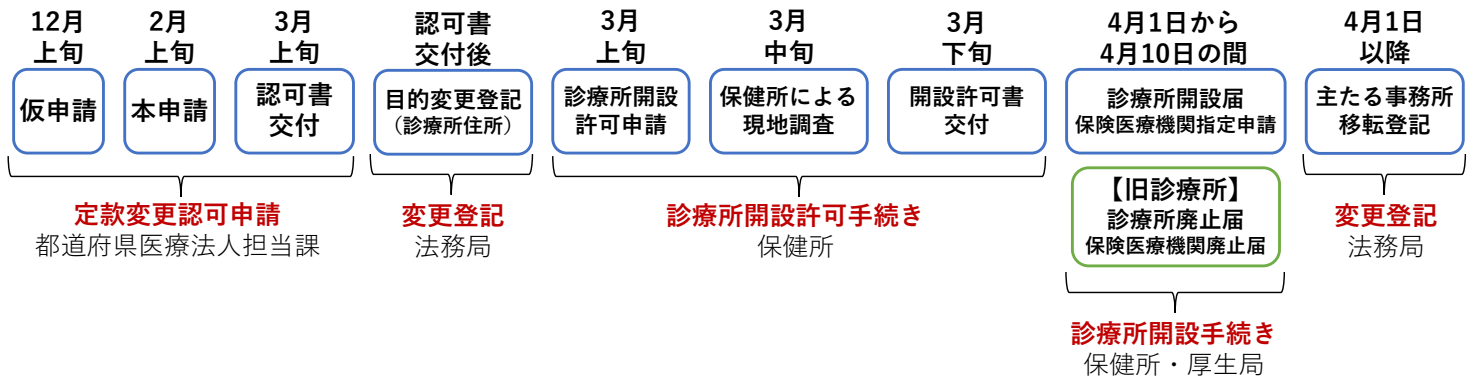 12月
上旬
仮申請
2月
上旬
本申請
3月
上旬
認可書
交付
定款変更認可申請
都道府県医療法人担当課
認可書
交付後
目的変更登記
（診療所住所）
変更登記
法務局
3月
上旬
診療所開設
許可申請
3月
中旬
保健所による
現地調査
3月
下旬
開設許可書
交付
診療所開設許可手続き
保健所
4月1日から
4月10日の間
診療所開設届
保険医療機関指定申請
【旧診療所】
診療所廃止届
保険医療機関廃止届
診療所開設手続き
保健所・厚生局
4月1日
以降
主たる事務所
移転登記
変更登記
法務局